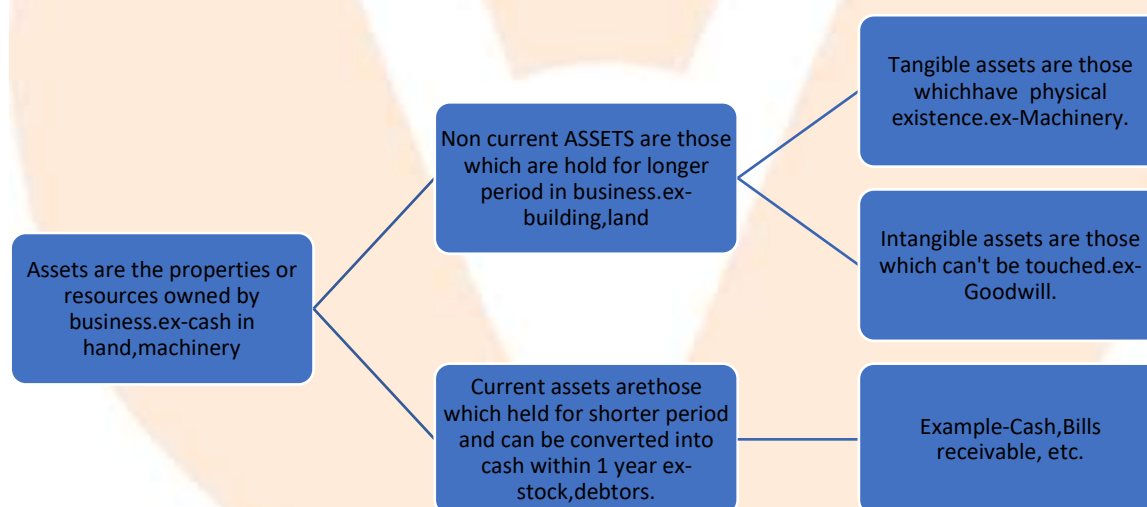 Assets are the properties or
resources owned by
business.ex-cash in
hand,machinery
Non current ASSETS are those
which are hold for longer
period in business.ex-
building,land
Tangible assets are those
whichhave physical
existence.ex-Machinery.
Intangible assets are those
which can't be touched.ex-
Goodwill.
Current assets arethose
which held for shorter period
and can be converted into
cash within 1 year ex-
stock,debtors.
Example-Cash,Bills
receivable, etc.